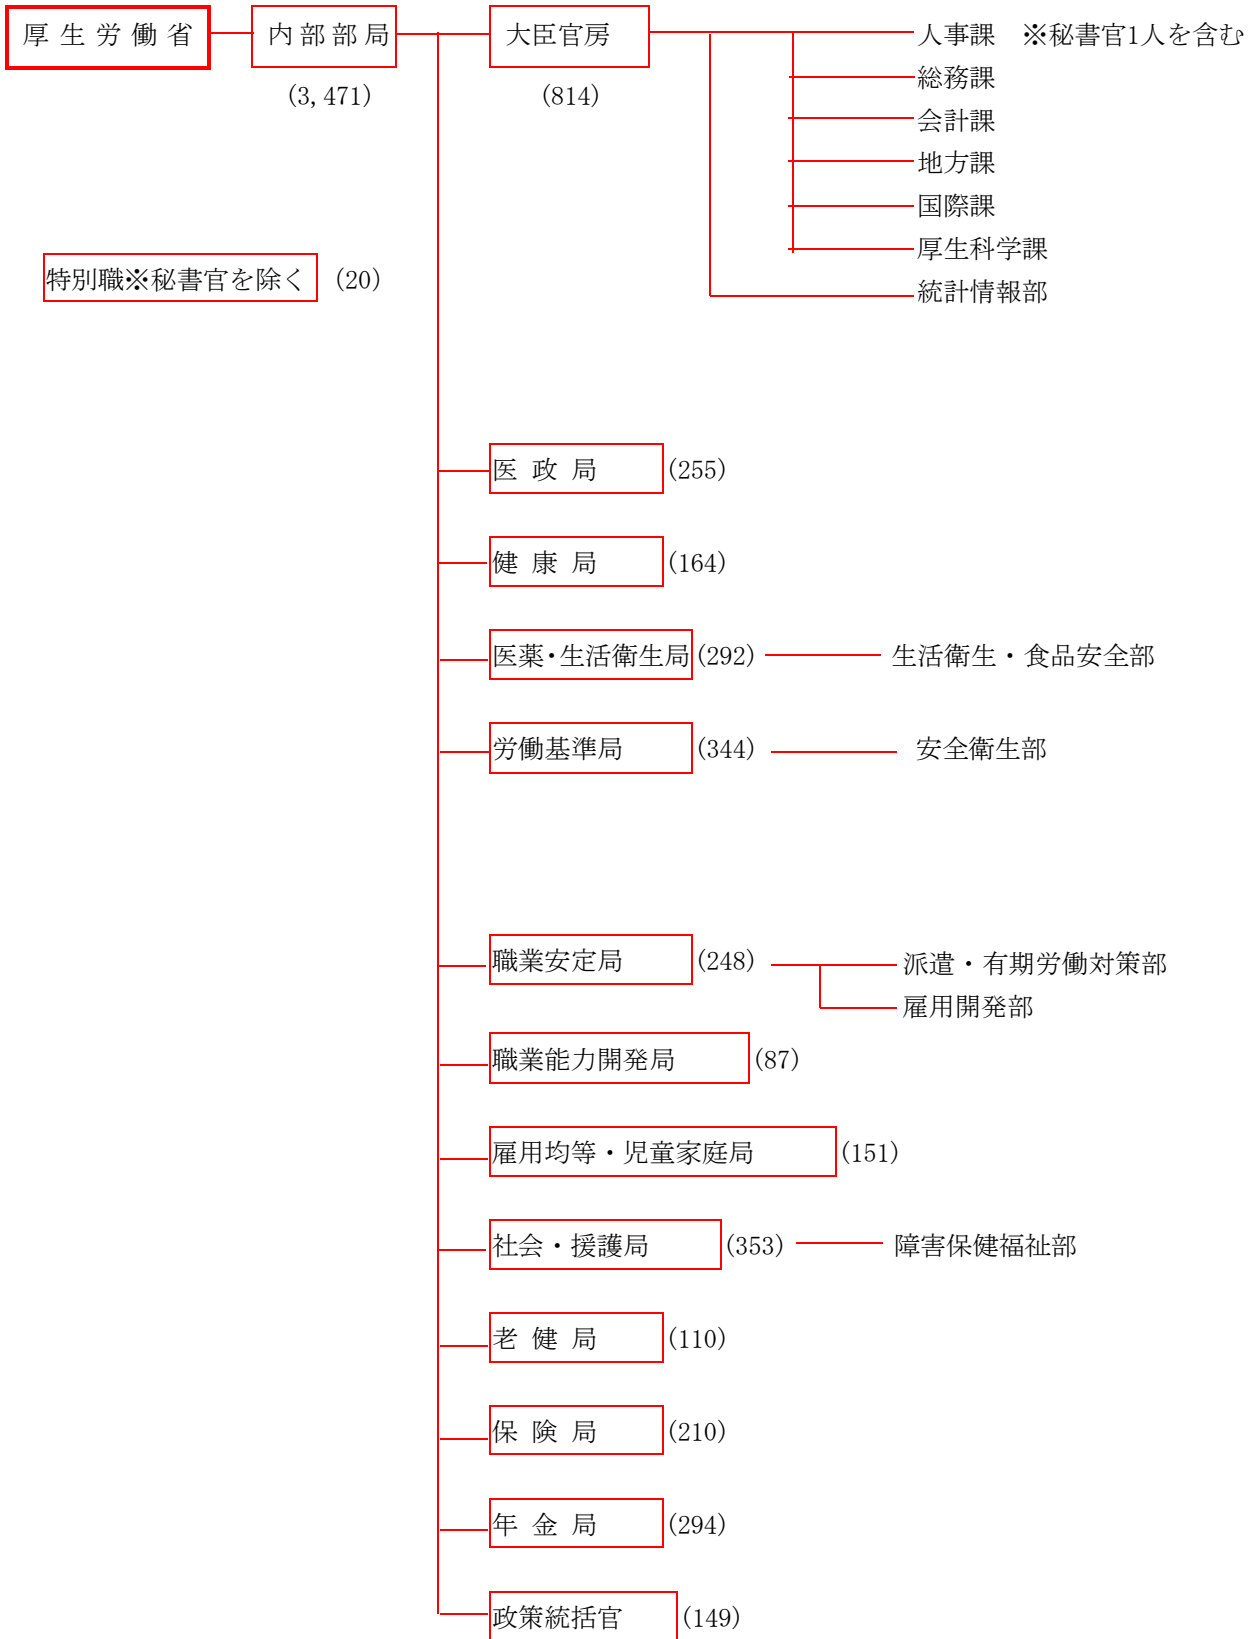 厚生労働省 内部部局 大臣官房 人事課 ※秘書官1人を含む
(3,471) (814)
総務課
会計課
地方課
国際課
厚生科学課
特別職※秘書官を除く (20)
統計情報部
医政局 (255)
健康局 (164)
医薬・生活衛生局 (292) 生活衛生・食品安全部
労働基準局 (344) 安全衛生部
職業安定局 (248) 派遣・有期労働対策部
雇用開発部
職業能力開発局 (87)
雇用均等・児童家庭局 (151)
社会・援護局 (353) 障害保健福祉部
老健局 (110)
保険局 (210)
年金局 (294)
政策統括官 (149)